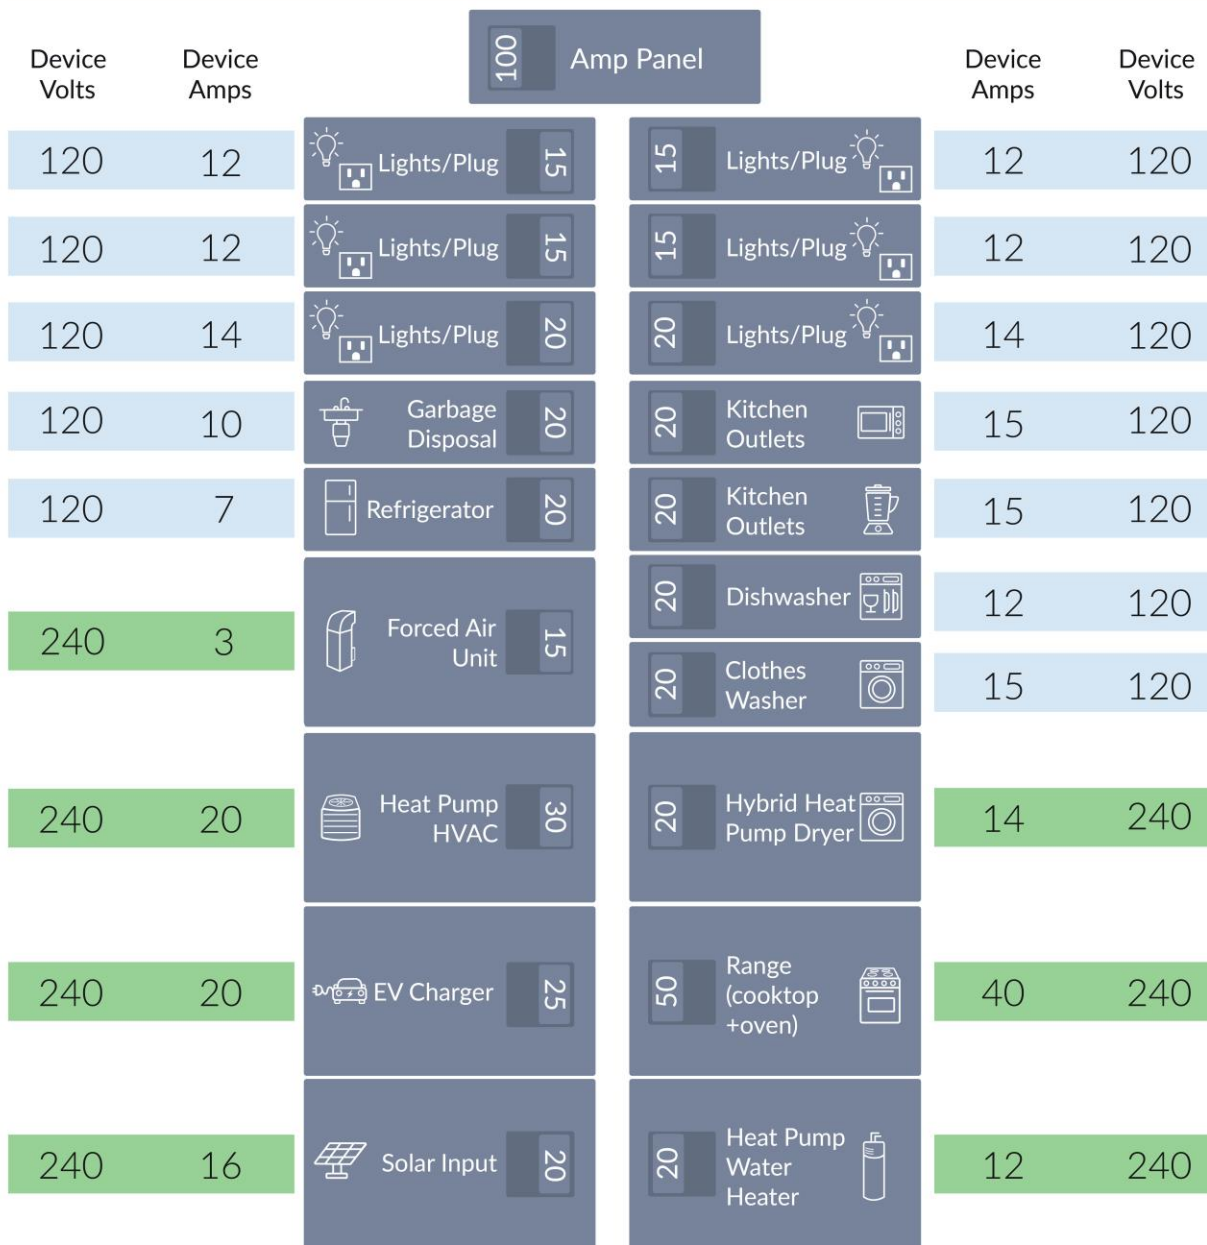 100 Amp Panel
Device Volts
Device Amps
Device Amps
Device Volts
120 12 Lights/Plug 15
15 Lights/Plug 12 120
120 12 Lights/Plug 15
15 Lights/Plug 12 120
120 14 Lights/Plug 20
20 Lights/Plug 14 120
120 10 Garbage Disposal 20
20 Kitchen Outlets 15 120
120 7 Refrigerator 20
20 Kitchen Outlets 15 120
20 Dishwasher 12 120
240 3 Forced Air Unit 15
20 Clothes Washer 15 120
240 20 Heat Pump HVAC 30
20 Hybrid Heat Pump Dryer 14 240
240 20 EV Charger 25
50 Range (cooktop +oven) 40 240
240 16 Solar Input 20
20 Heat Pump Water Heater 12 240